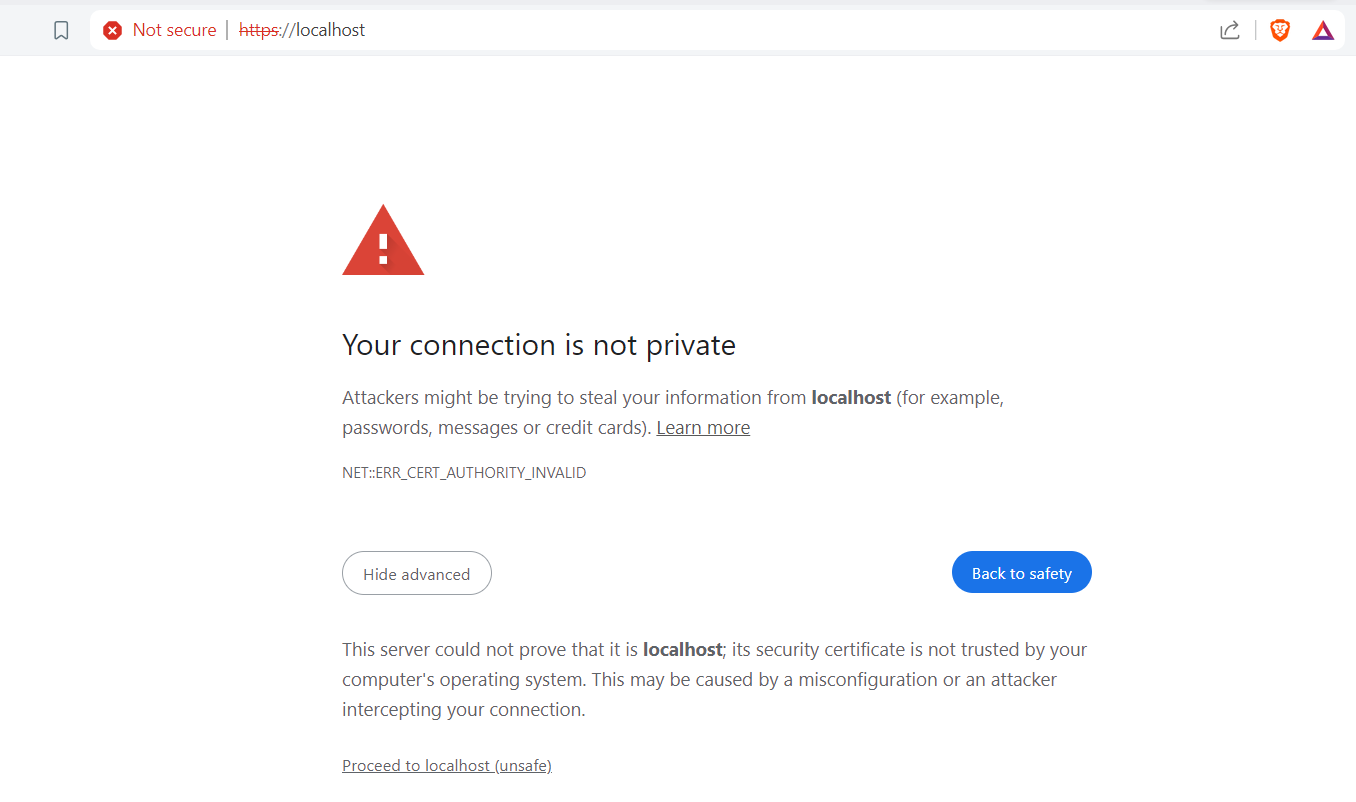 Not secure | https://localhost
Your connection is not private
Attackers might be trying to steal your information from localhost (for example,
passwords, messages or credit cards). Learn more
NET::ERR_CERT_AUTHORITY_INVALID
Hide advanced
Back to safety
This server could not prove that it is localhost; its security certificate is not trusted by your
computer's operating system. This may be caused by a misconfiguration or an attacker
intercepting your connection.
Proceed to localhost (unsafe)